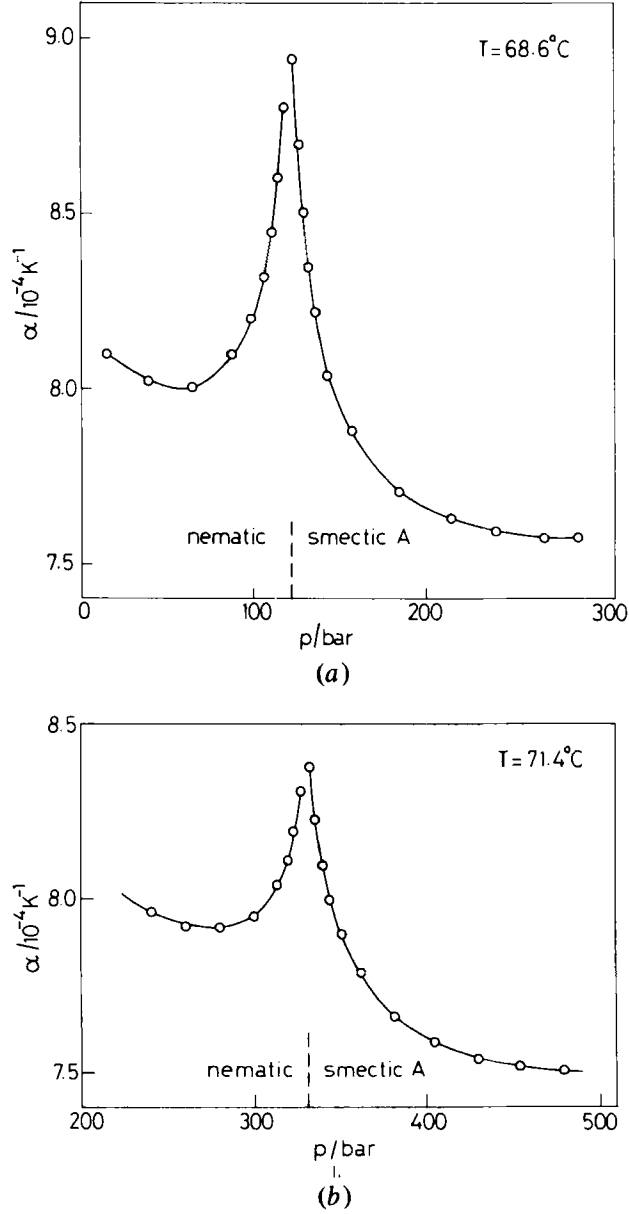 9.0
T=68.6°C
8.5
α/10⁻⁴K⁻¹
8.0
nematic smectic A
7.5
0 100 200 300
p/bar
(a)
8.5
T=71.4°C
α/10⁻⁴K⁻¹
8.0
nematic smectic A
7.5
200 300 400 500
p/bar
(b)